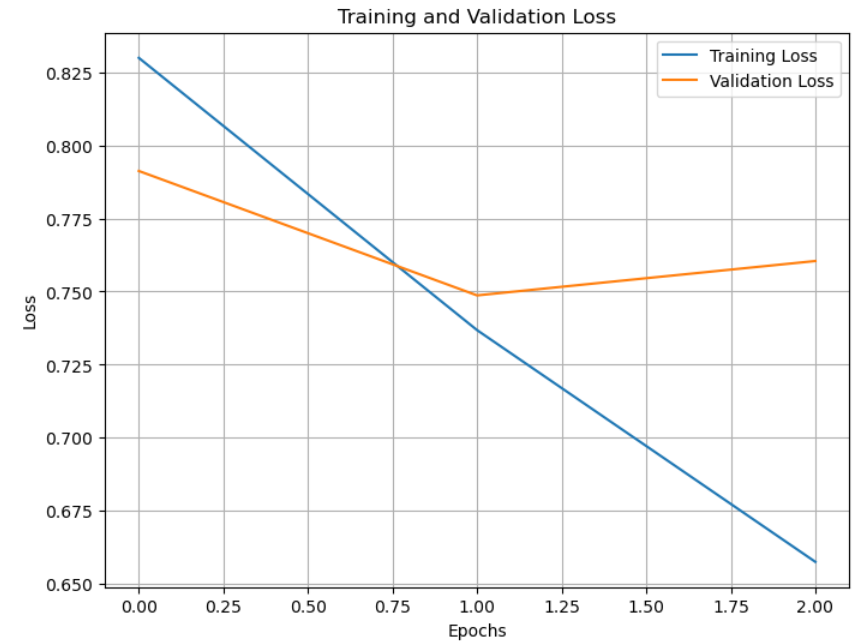 Training and Validation Loss
Training Loss
Validation Loss
0.825
0.800
0.775
0.750
0.725
0.700
0.675
0.650
Loss
0.00 0.25 0.50 0.75 1.00 1.25 1.50 1.75 2.00
Epochs